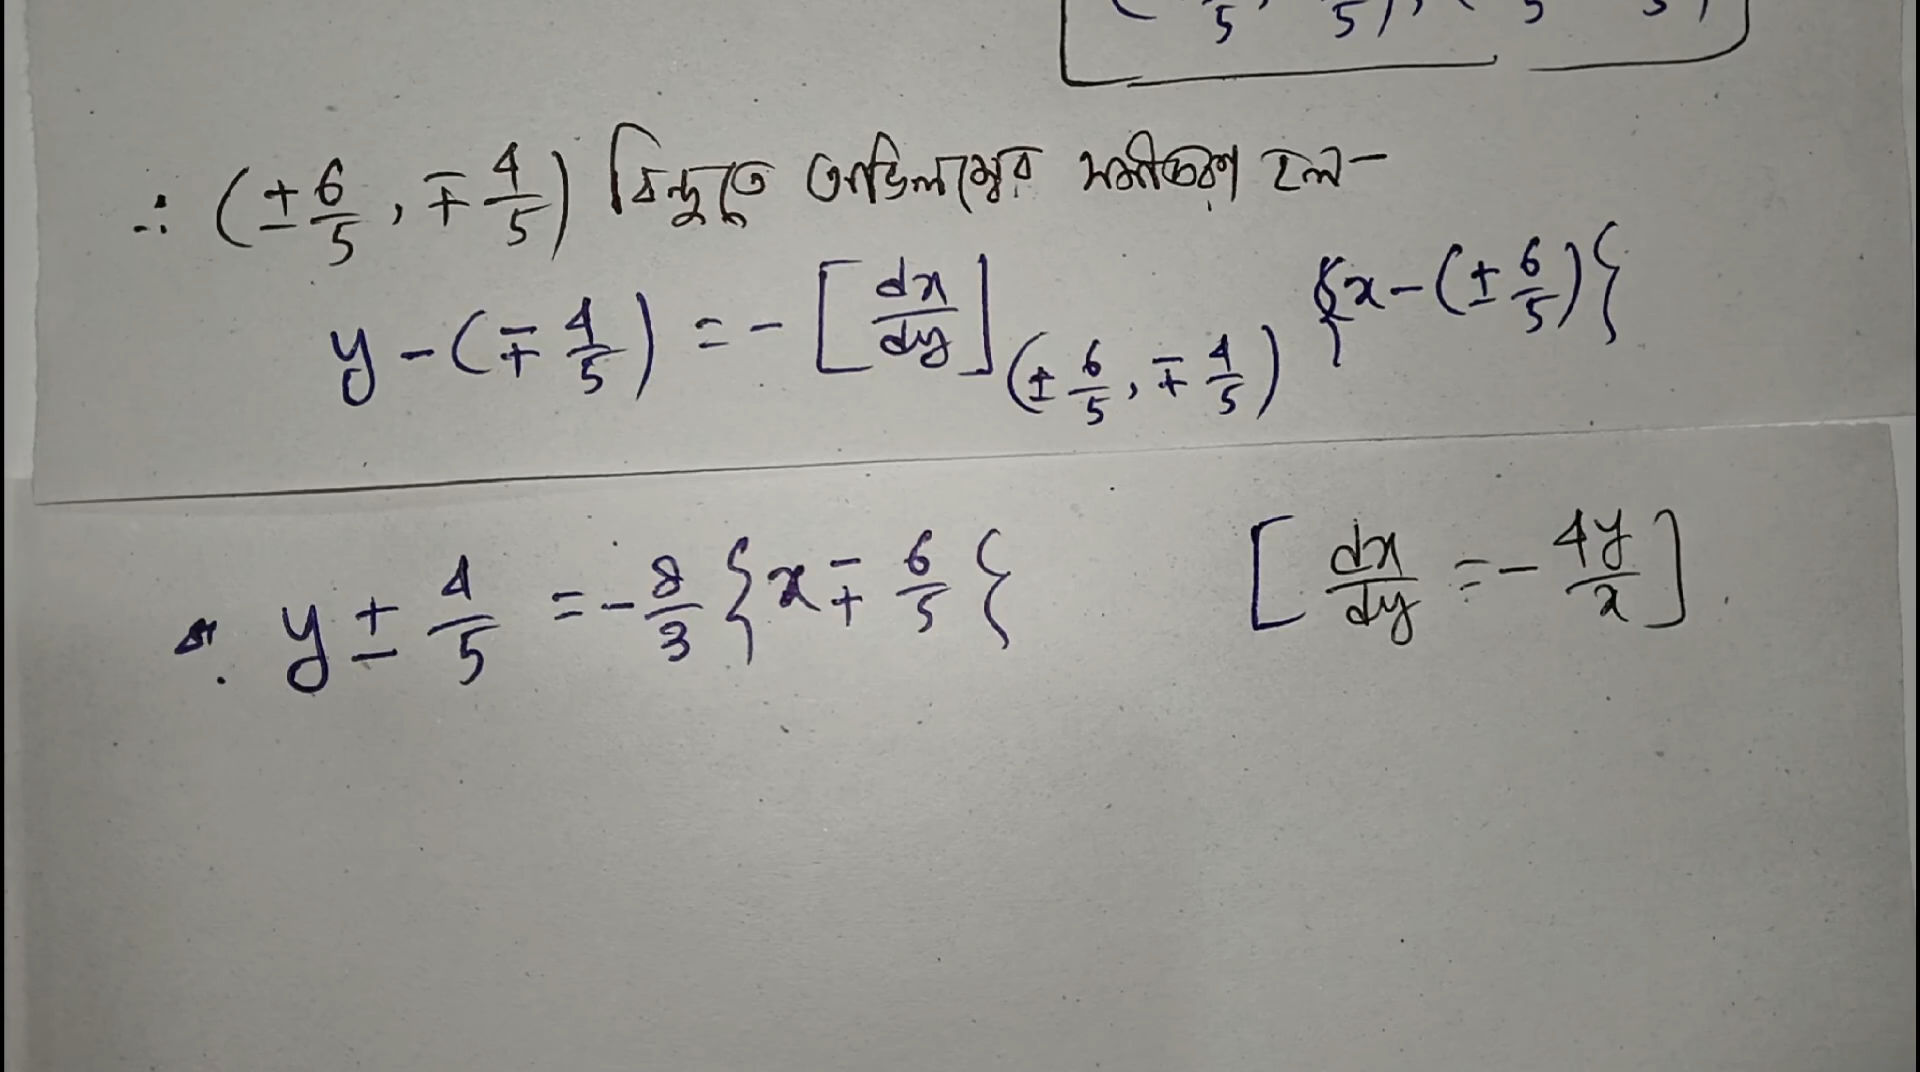 ∴ (± 6/5, ∓ 4/5) বিন্দুতে অভিলম্বের সমীকরণ হল-
y - (∓ 4/5) = - [dx/dy](± 6/5, ∓ 4/5) {x - (± 6/5)}
y ± 4/5 = - 8/3 {x ∓ 6/5} [dx/dy = - 4y/x]